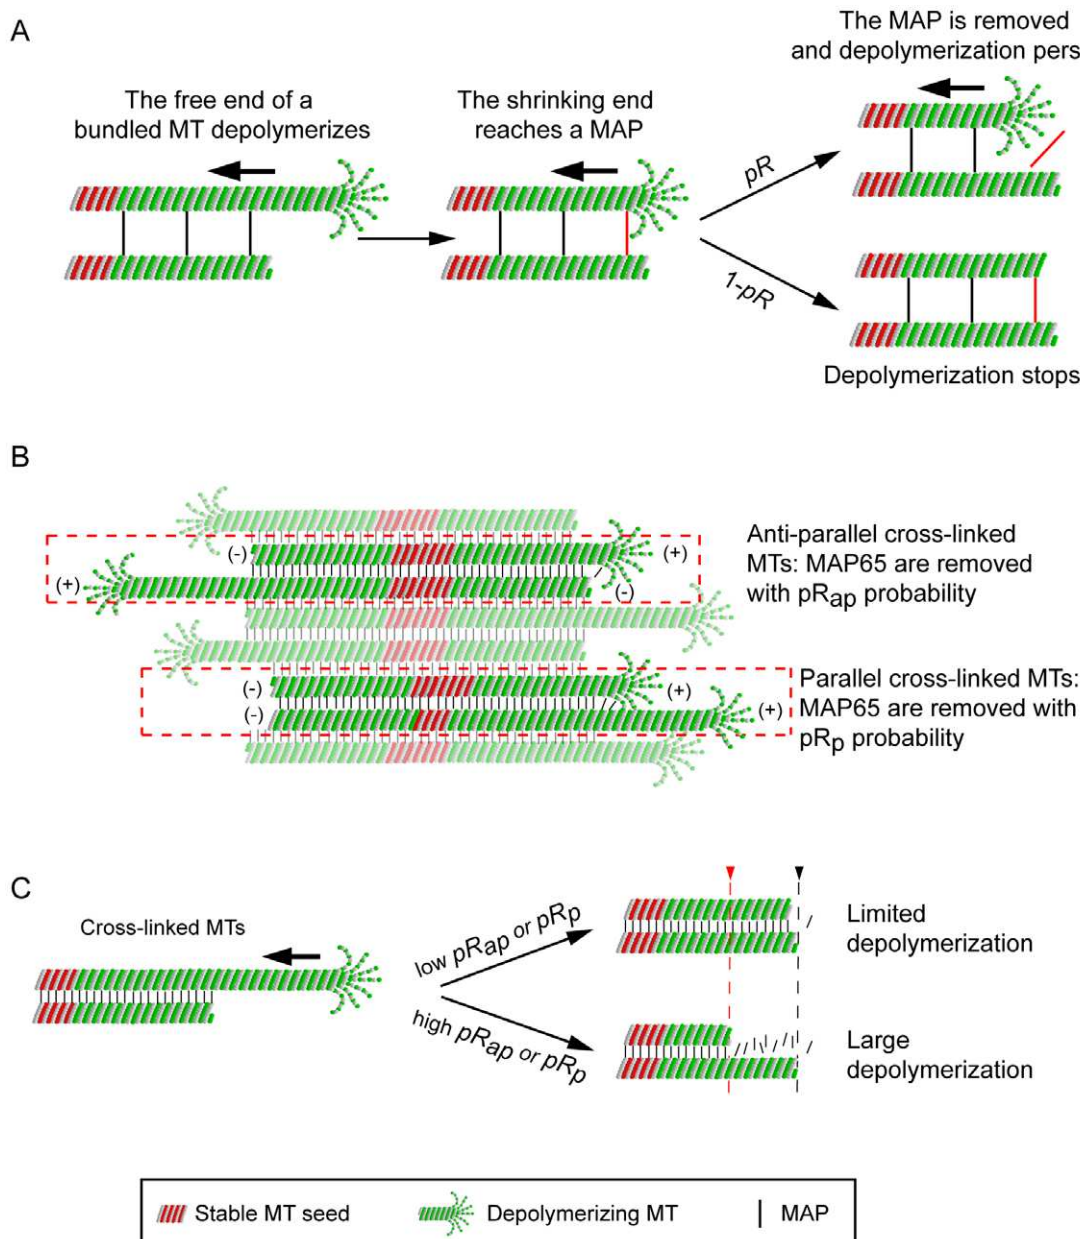 A
The free end of a
bundled MT depolymerizes
The shrinking end
reaches a MAP
The MAP is removed
and depolymerization pers
pR
1-pR
Depolymerization stops
B
(-)
(+)
(+)
(-)
Anti-parallel cross-linked
MTs: MAP65 are removed
with pRap probability
(-)
(+)
(-)
(+)
Parallel cross-linked MTs:
MAP65 are removed with
pRp probability
C
Cross-linked MTs
low pRap or pRp
high pRap or pRp
Limited
depolymerization
Large
depolymerization
Stable MT seed
Depolymerizing MT
MAP